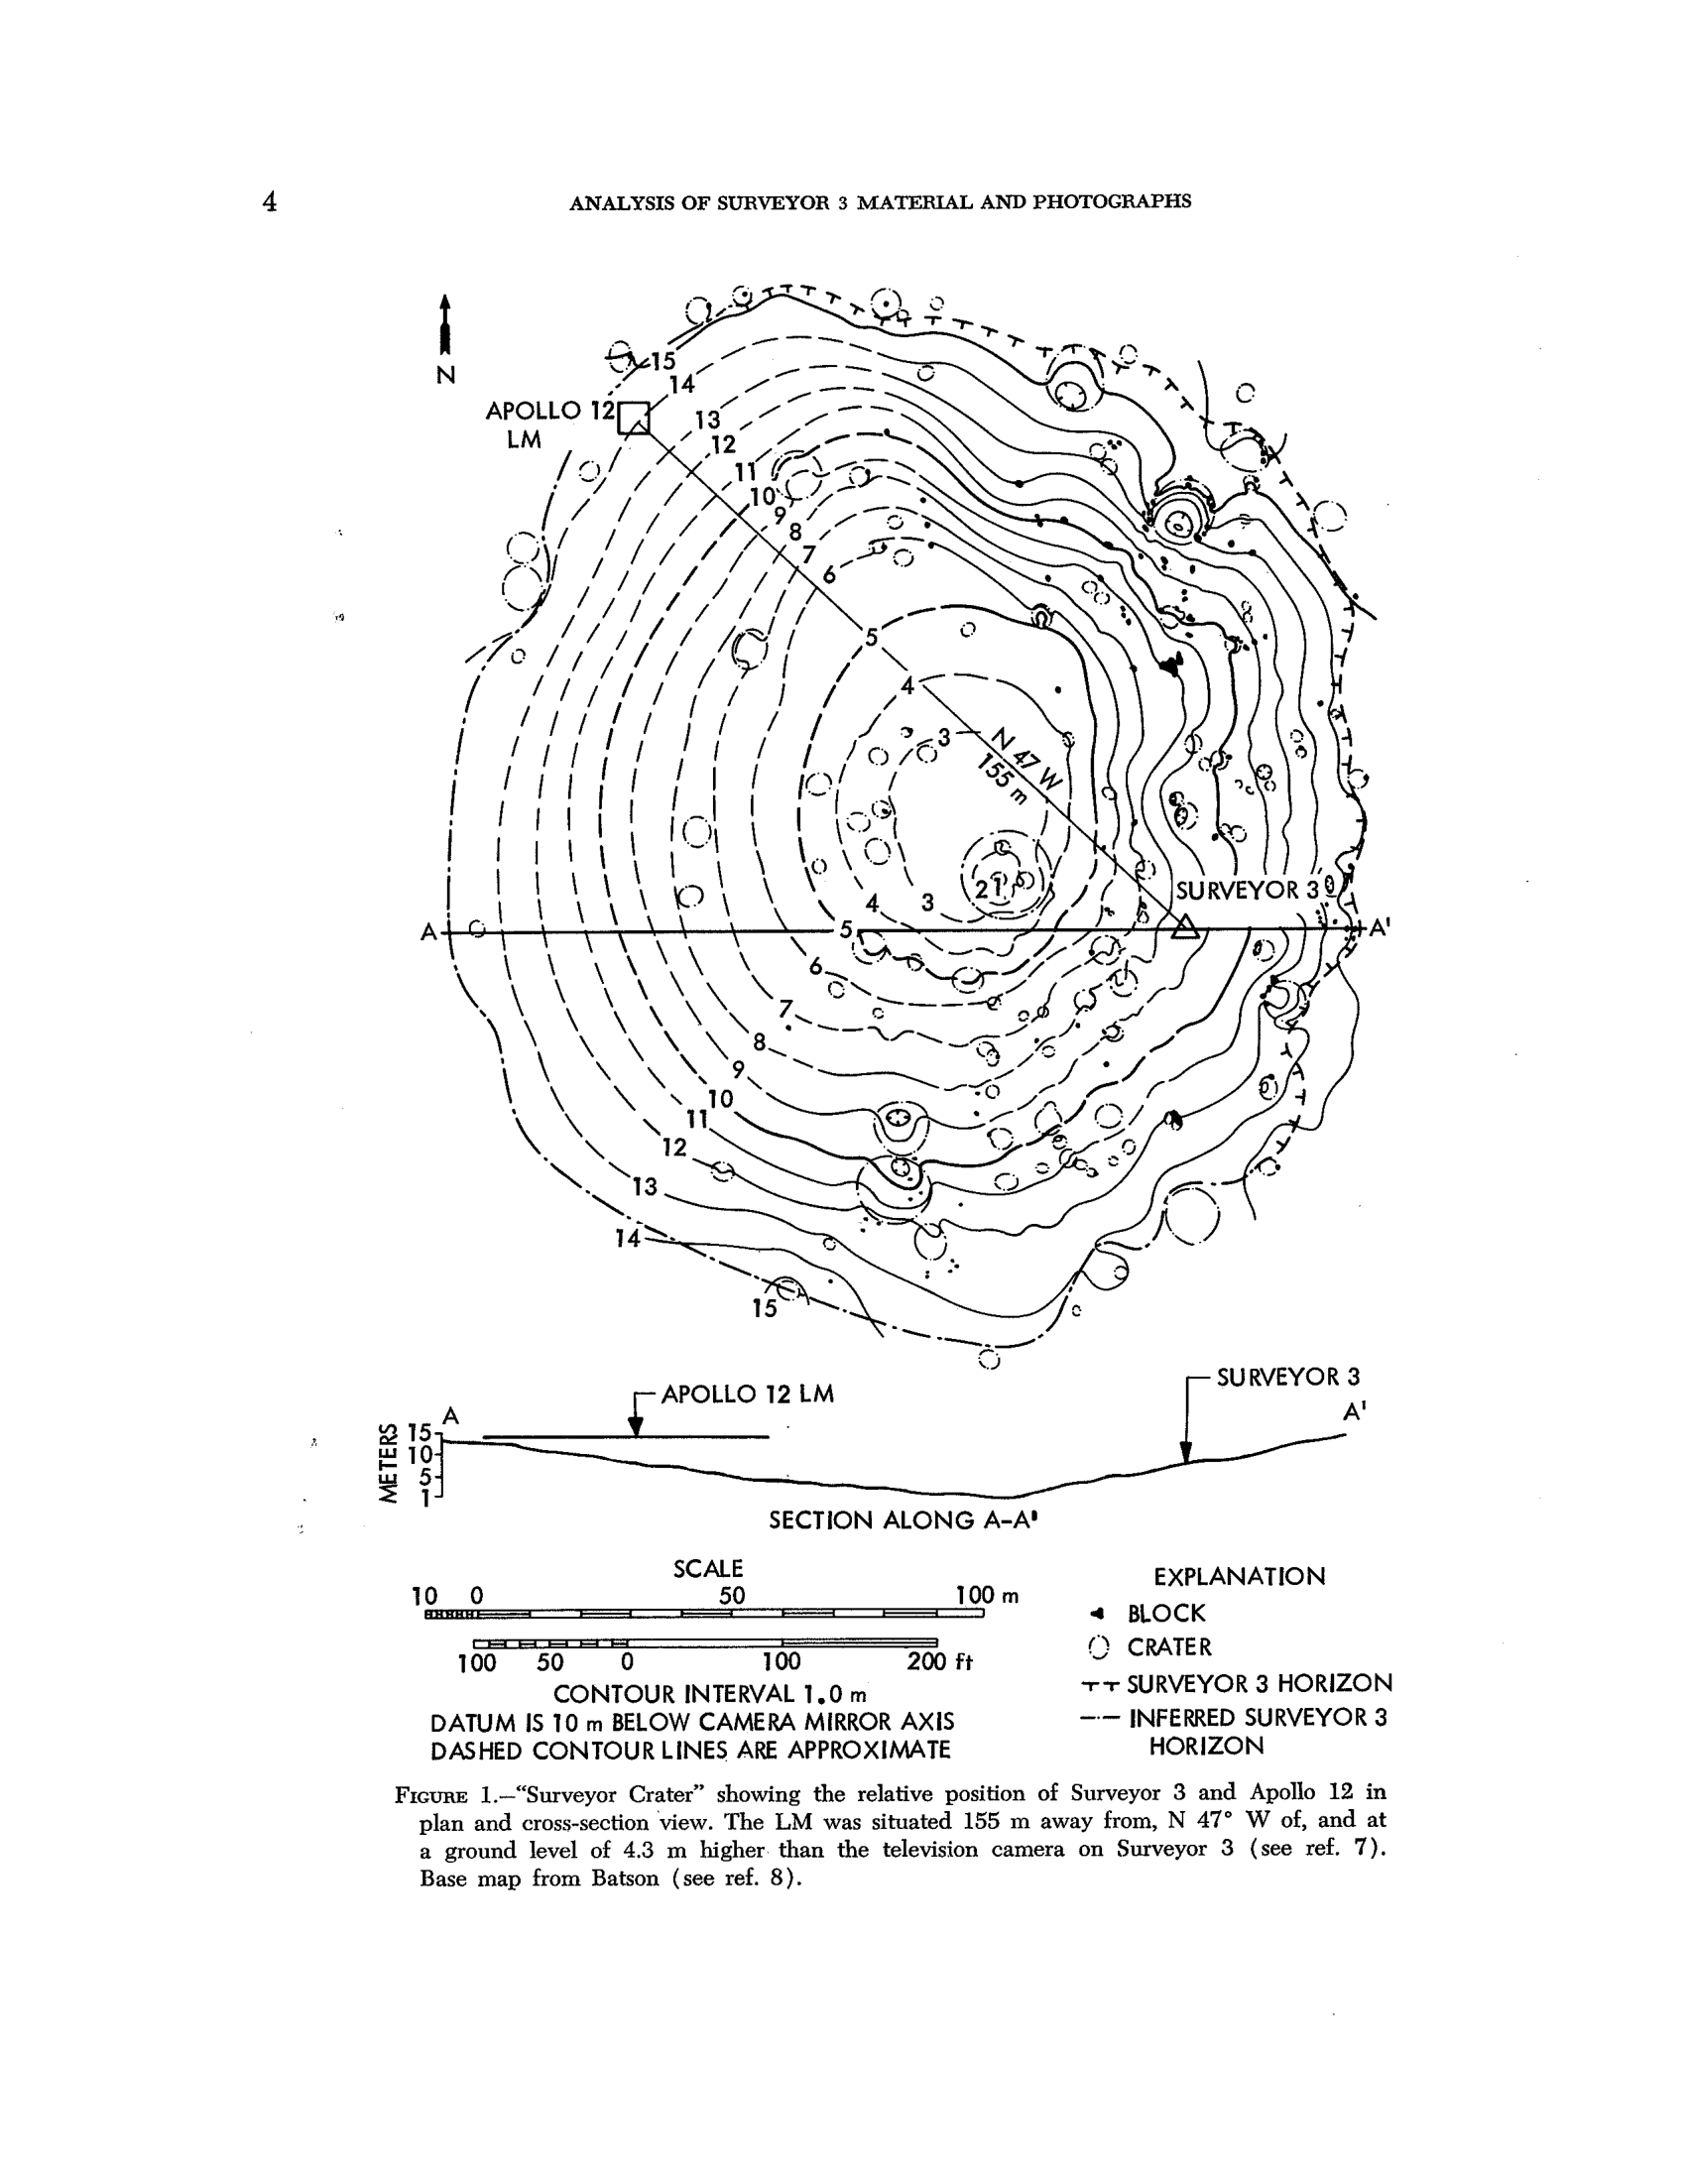 4
ANALYSIS OF SURVEYOR 3 MATERIAL AND PHOTOGRAPHS
N
15
14
APOLLO 12
LM
13
12
11
10
9
8
7
6
5
4
3
N 47 W
155 m
21
SURVEYOR 3
4
3
A
5
A'
6
7
8
9
10
11
12
13
14
15
SURVEYOR 3
APOLLO 12 LM
A
A'
METERS
15
10
5
1
SECTION ALONG A-A'
SCALE
10 0 50 100 m
100 50 0 100 200 ft
CONTOUR INTERVAL 1.0 m
DATUM IS 10 m BELOW CAMERA MIRROR AXIS
DASHED CONTOUR LINES ARE APPROXIMATE
EXPLANATION
BLOCK
CRATER
SURVEYOR 3 HORIZON
INFERRED SURVEYOR 3
HORIZON
FIGURE 1.—“Surveyor Crater” showing the relative position of Surveyor 3 and Apollo 12 in
plan and cross-section view. The LM was situated 155 m away from, N 47° W of, and at
a ground level of 4.3 m higher than the television camera on Surveyor 3 (see ref. 7).
Base map from Batson (see ref. 8).